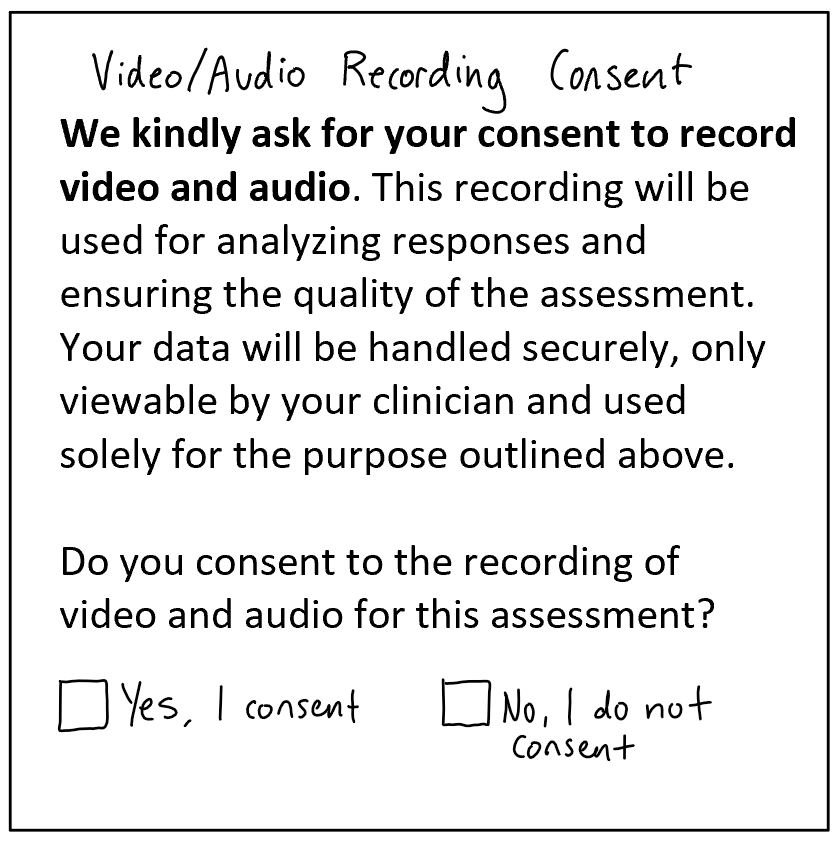 Video/Audio Recording Consent
We kindly ask for your consent to record
video and audio. This recording will be
used for analyzing responses and
ensuring the quality of the assessment.
Your data will be handled securely, only
viewable by your clinician and used
solely for the purpose outlined above.
Do you consent to the recording of
video and audio for this assessment?
Yes, I consent
No, I do not
consent